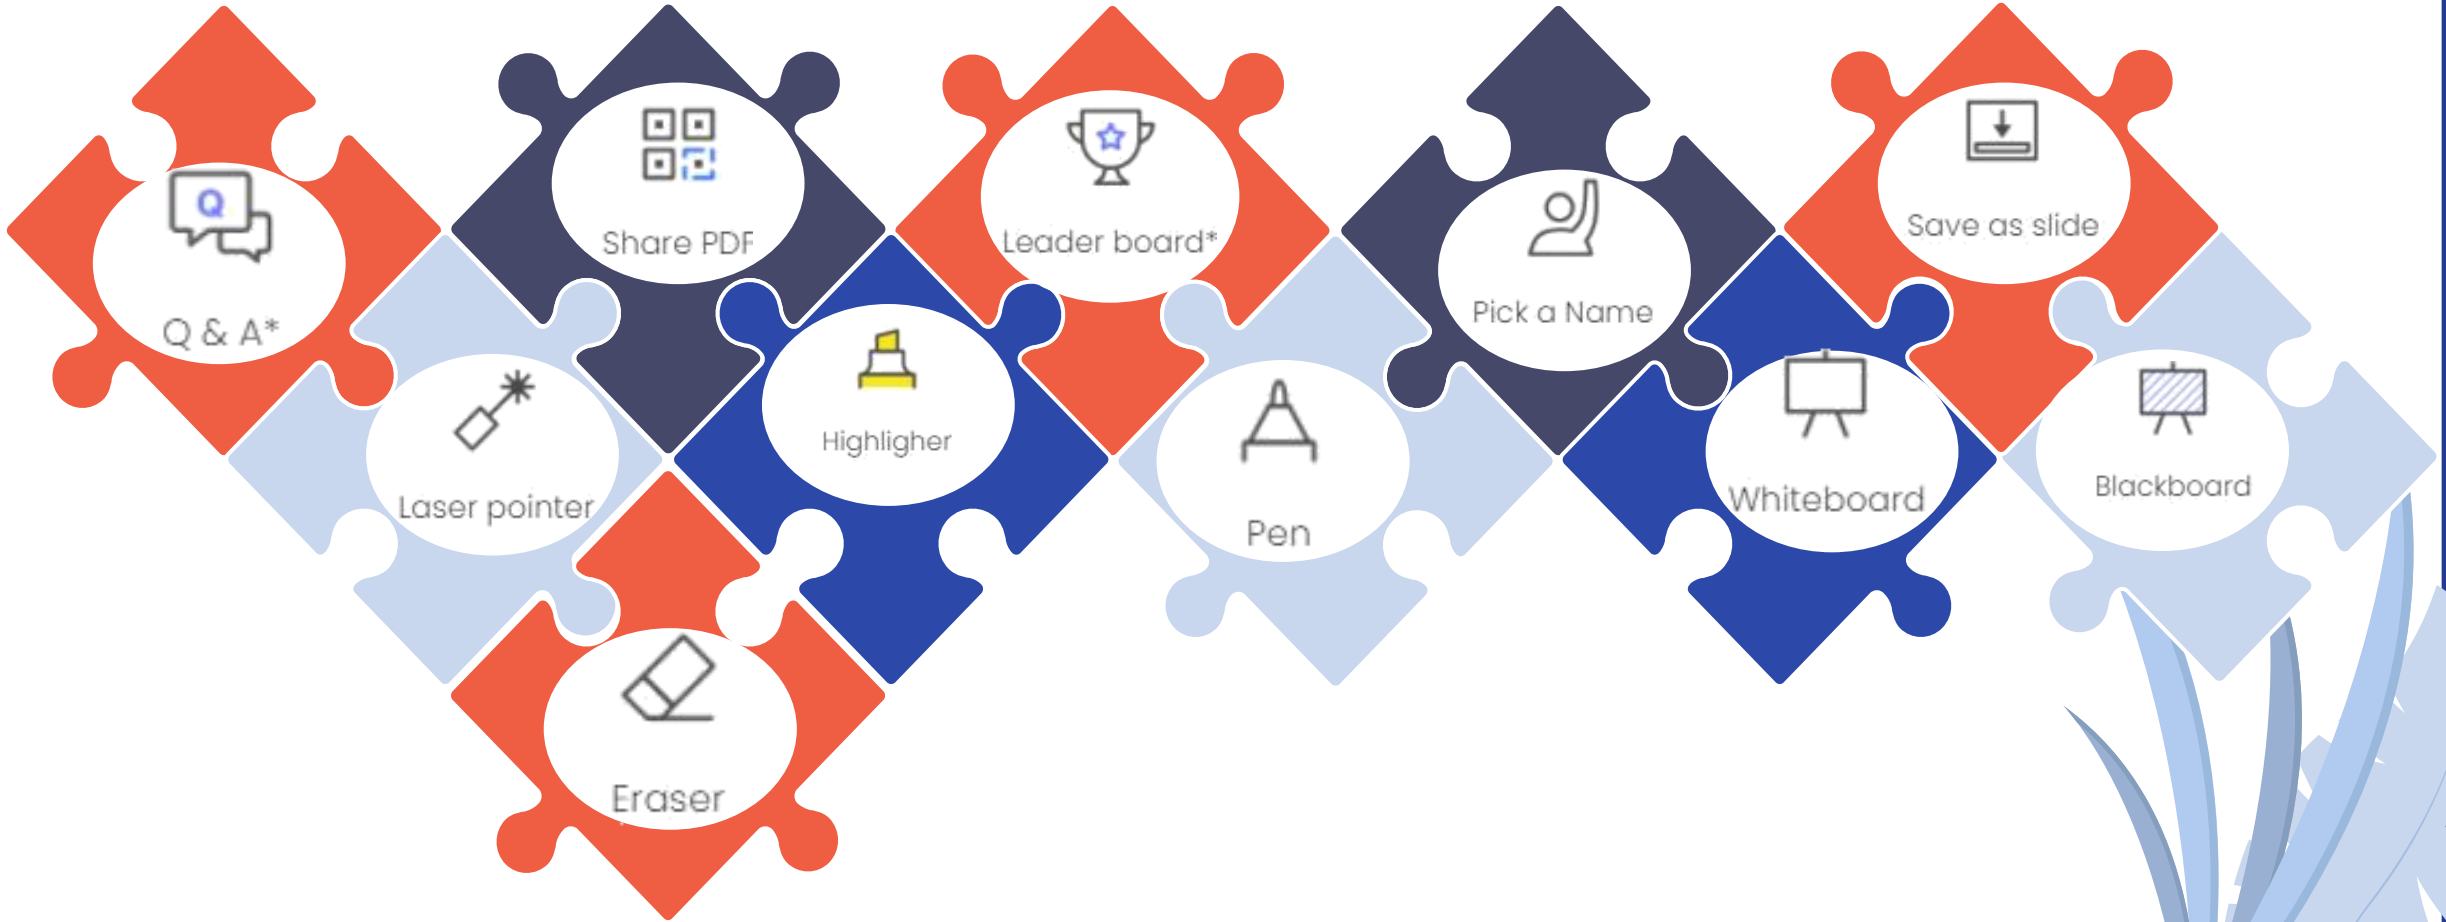 Q
Q & A*
Share PDF
Leader board*
Pick a Name
Save as slide
Laser pointer
Highligher
Pen
Whiteboard
Blackboard
Eraser